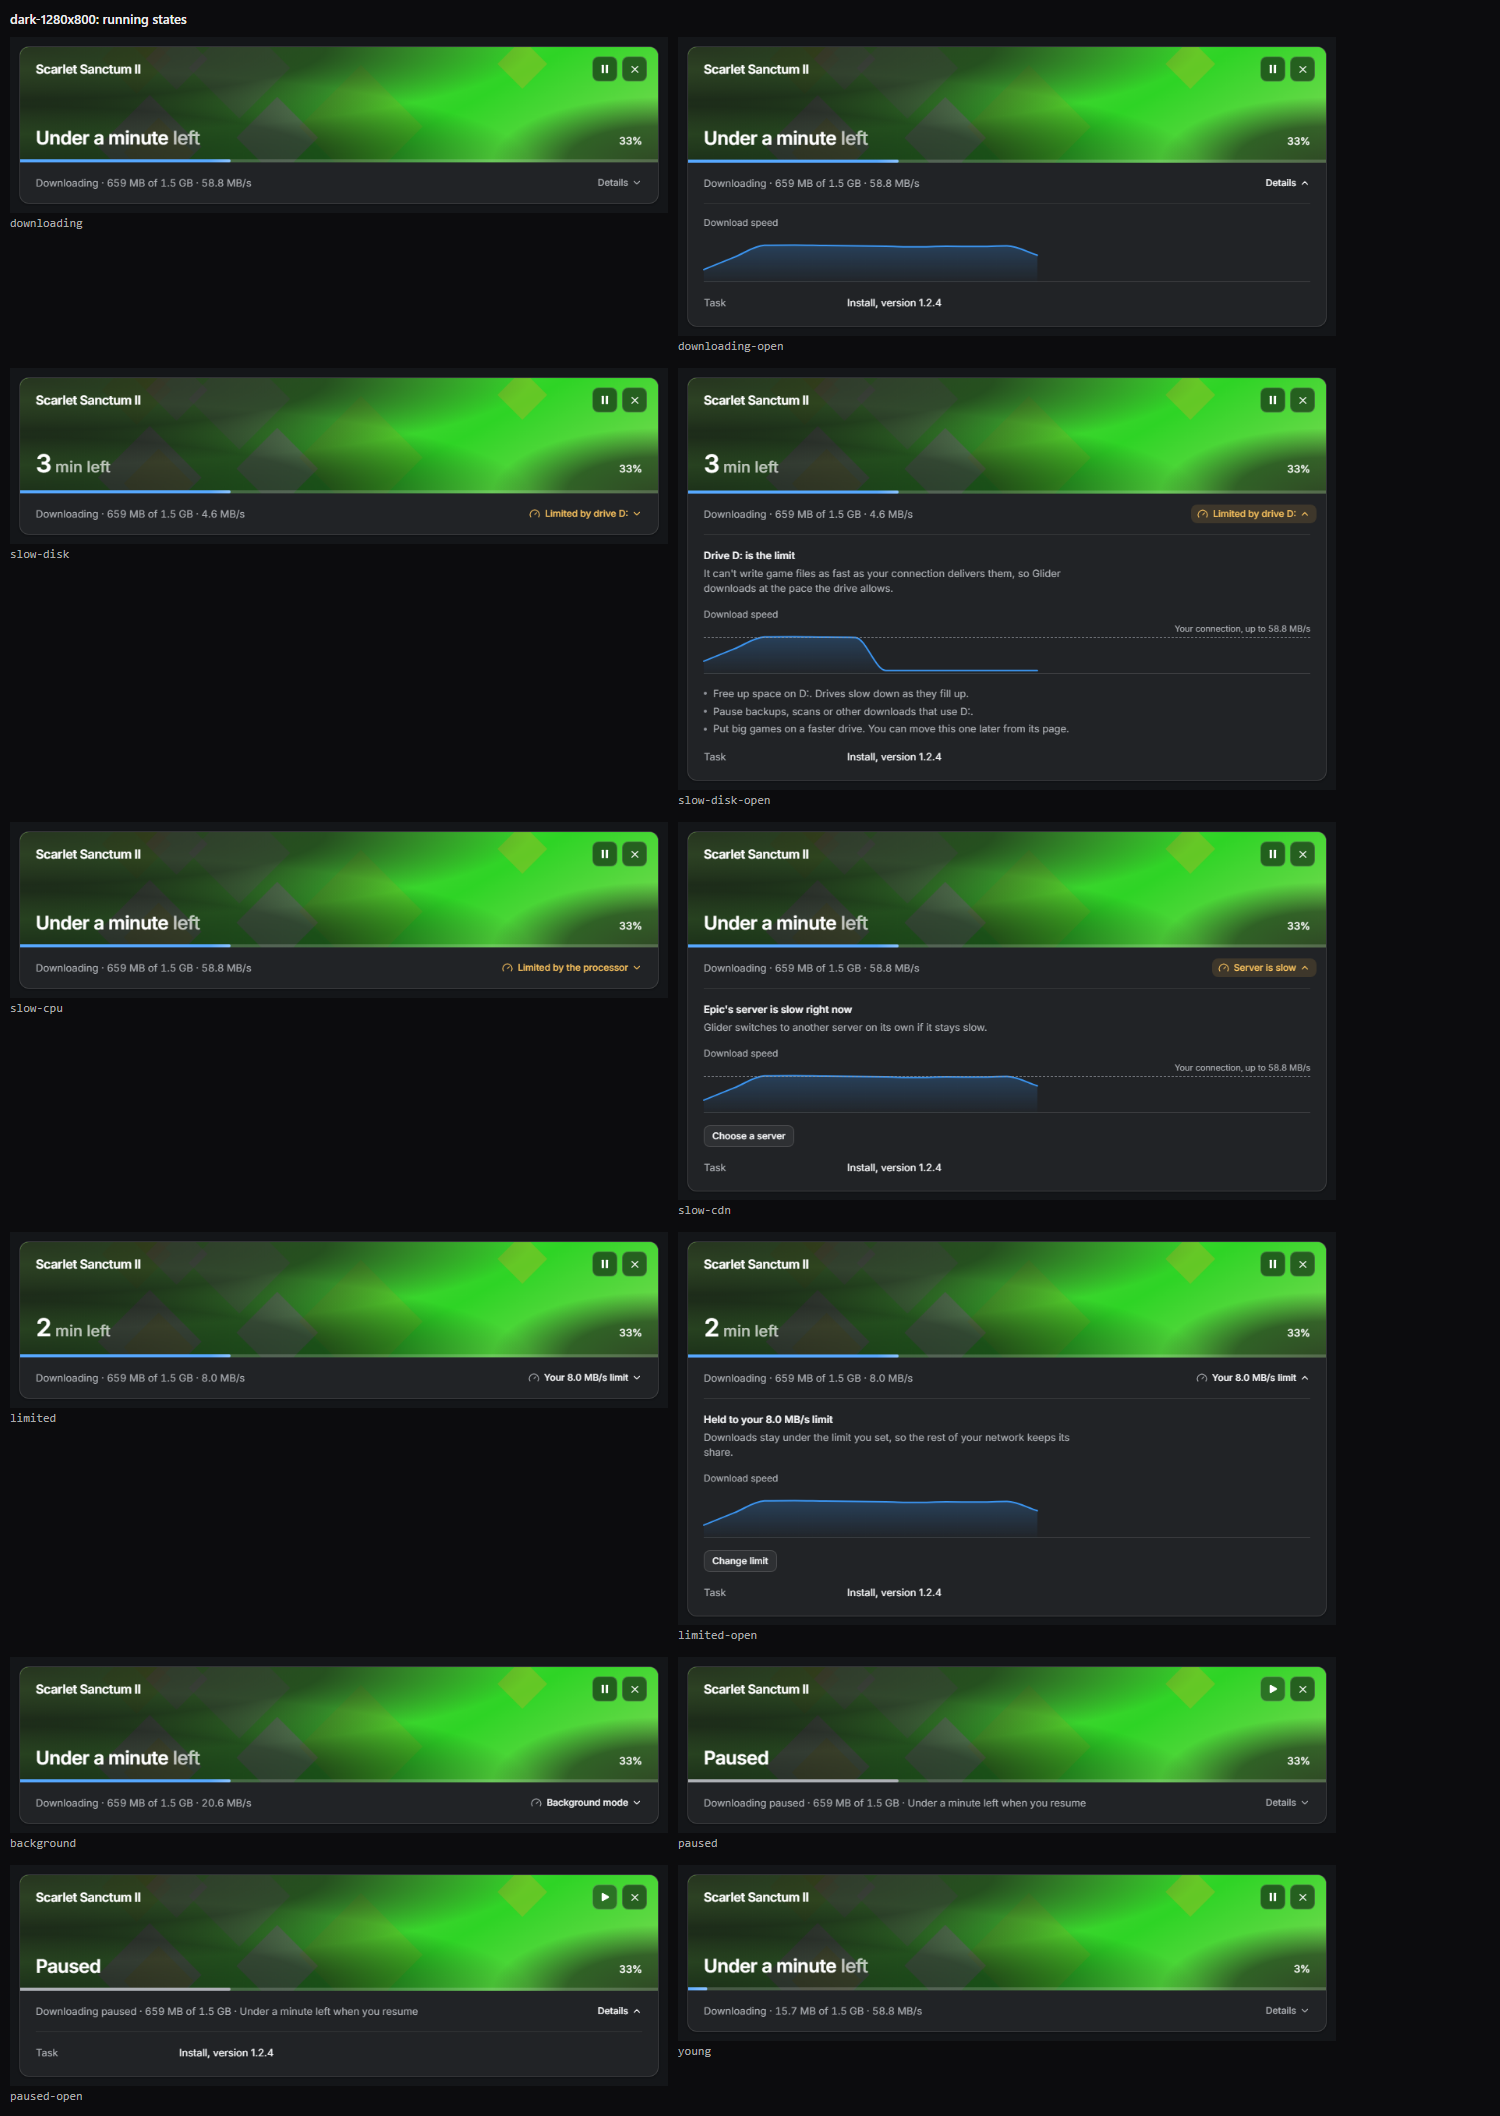 dark-1280x800: running states
Scarlet Sanctum II
Under a minute left
33%
Downloading · 659 MB of 1.5 GB · 58.8 MB/s
Details
downloading
Scarlet Sanctum II
Under a minute left
33%
Downloading · 659 MB of 1.5 GB · 58.8 MB/s
Details
Download speed
Task Install, version 1.2.4
downloading-open
Scarlet Sanctum II
3 min left
33%
Downloading · 659 MB of 1.5 GB · 4.6 MB/s
Limited by drive D:
slow-disk
Scarlet Sanctum II
3 min left
33%
Downloading · 659 MB of 1.5 GB · 4.6 MB/s
Limited by drive D:
Drive D: is the limit
It can't write game files as fast as your connection delivers them, so Glider
downloads at the pace the drive allows.
Download speed
Your connection, up to 58.8 MB/s
• Free up space on D:. Drives slow down as they fill up.
• Pause backups, scans or other downloads that use D:.
• Put big games on a faster drive. You can move this one later from its page.
Task Install, version 1.2.4
slow-disk-open
Scarlet Sanctum II
Under a minute left
33%
Downloading · 659 MB of 1.5 GB · 58.8 MB/s
Limited by the processor
slow-cpu
Scarlet Sanctum II
Under a minute left
33%
Downloading · 659 MB of 1.5 GB · 58.8 MB/s
Server is slow
Epic's server is slow right now
Glider switches to another server on its own if it stays slow.
Download speed
Your connection, up to 58.8 MB/s
Choose a server
Task Install, version 1.2.4
slow-cdn
Scarlet Sanctum II
2 min left
33%
Downloading · 659 MB of 1.5 GB · 8.0 MB/s
Your 8.0 MB/s limit
limited
Scarlet Sanctum II
2 min left
33%
Downloading · 659 MB of 1.5 GB · 8.0 MB/s
Your 8.0 MB/s limit
Held to your 8.0 MB/s limit
Downloads stay under the limit you set, so the rest of your network keeps its
share.
Download speed
Change limit
Task Install, version 1.2.4
limited-open
Scarlet Sanctum II
Under a minute left
33%
Downloading · 659 MB of 1.5 GB · 20.6 MB/s
Background mode
background
Scarlet Sanctum II
Paused
33%
Downloading paused · 659 MB of 1.5 GB · Under a minute left when you resume
Details
paused
Scarlet Sanctum II
Paused
33%
Downloading paused · 659 MB of 1.5 GB · Under a minute left when you resume
Details
Task Install, version 1.2.4
paused-open
Scarlet Sanctum II
Under a minute left
3%
Downloading · 15.7 MB of 1.5 GB · 58.8 MB/s
Details
young